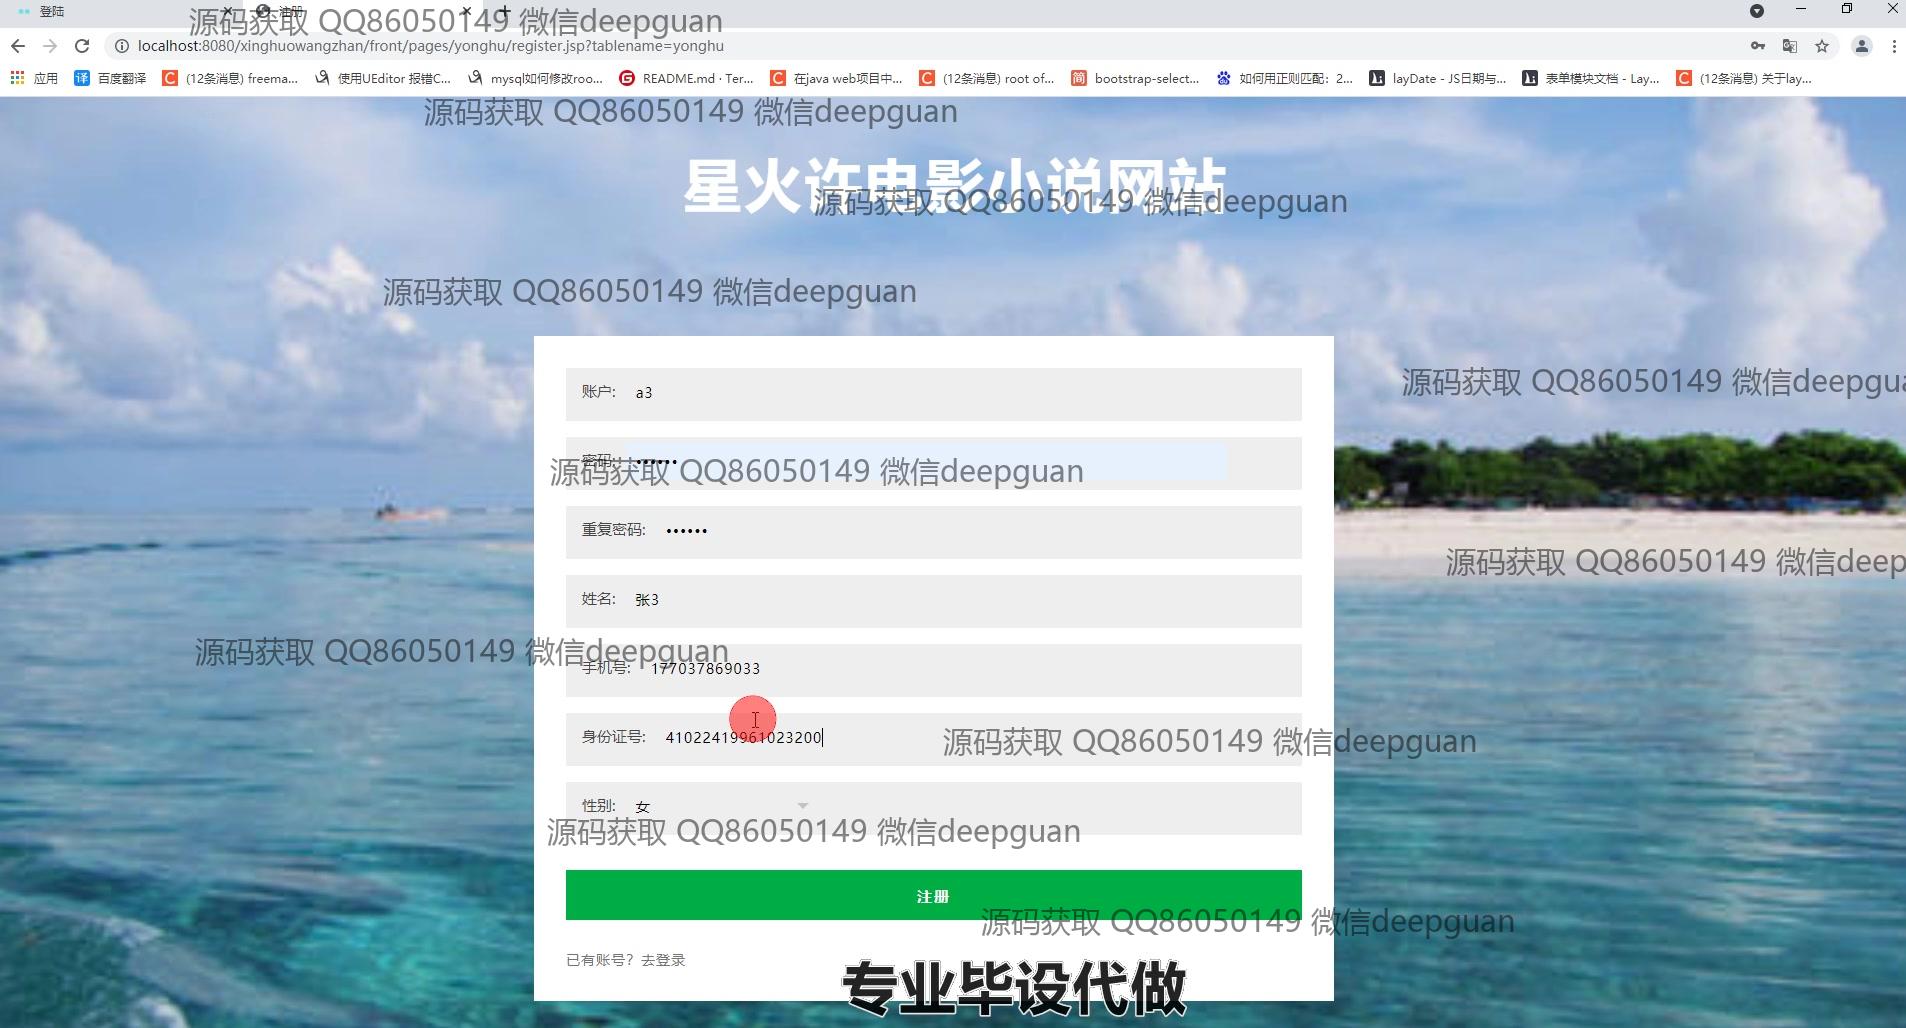 登陆
注册
源码获取 QQ86050149 微信deepguan
localhost:8080/xinghuowangzhan/front/pages/yonghu/register.jsp?tablename=yonghu
应用 百度翻译 (12条消息) freema... 使用UEditor 报错C... mysql如何修改roo... README.md · Ter... 在java web项目中... (12条消息) root of... bootstrap-select... 如何用正则匹配：2... layDate - JS日期与... 表单模块文档 - Lay... (12条消息) 关于lay...
源码获取 QQ86050149 微信deepguan
星火许电影小说网站
源码获取 QQ86050149 微信deepguan
源码获取 QQ86050149 微信deepguan
源码获取 QQ86050149 微信deepgua
账户: a3
密码: ••••••
源码获取 QQ86050149 微信deepguan
重复密码: ••••••
源码获取 QQ86050149 微信deep
姓名: 张3
源码获取 QQ86050149 微信deepguan
手机号: 177037869033
身份证号: 41022419961023200
源码获取 QQ86050149 微信deepguan
性别: 女
源码获取 QQ86050149 微信deepguan
注册
源码获取 QQ86050149 微信deepguan
已有账号？去登录
专业毕设代做